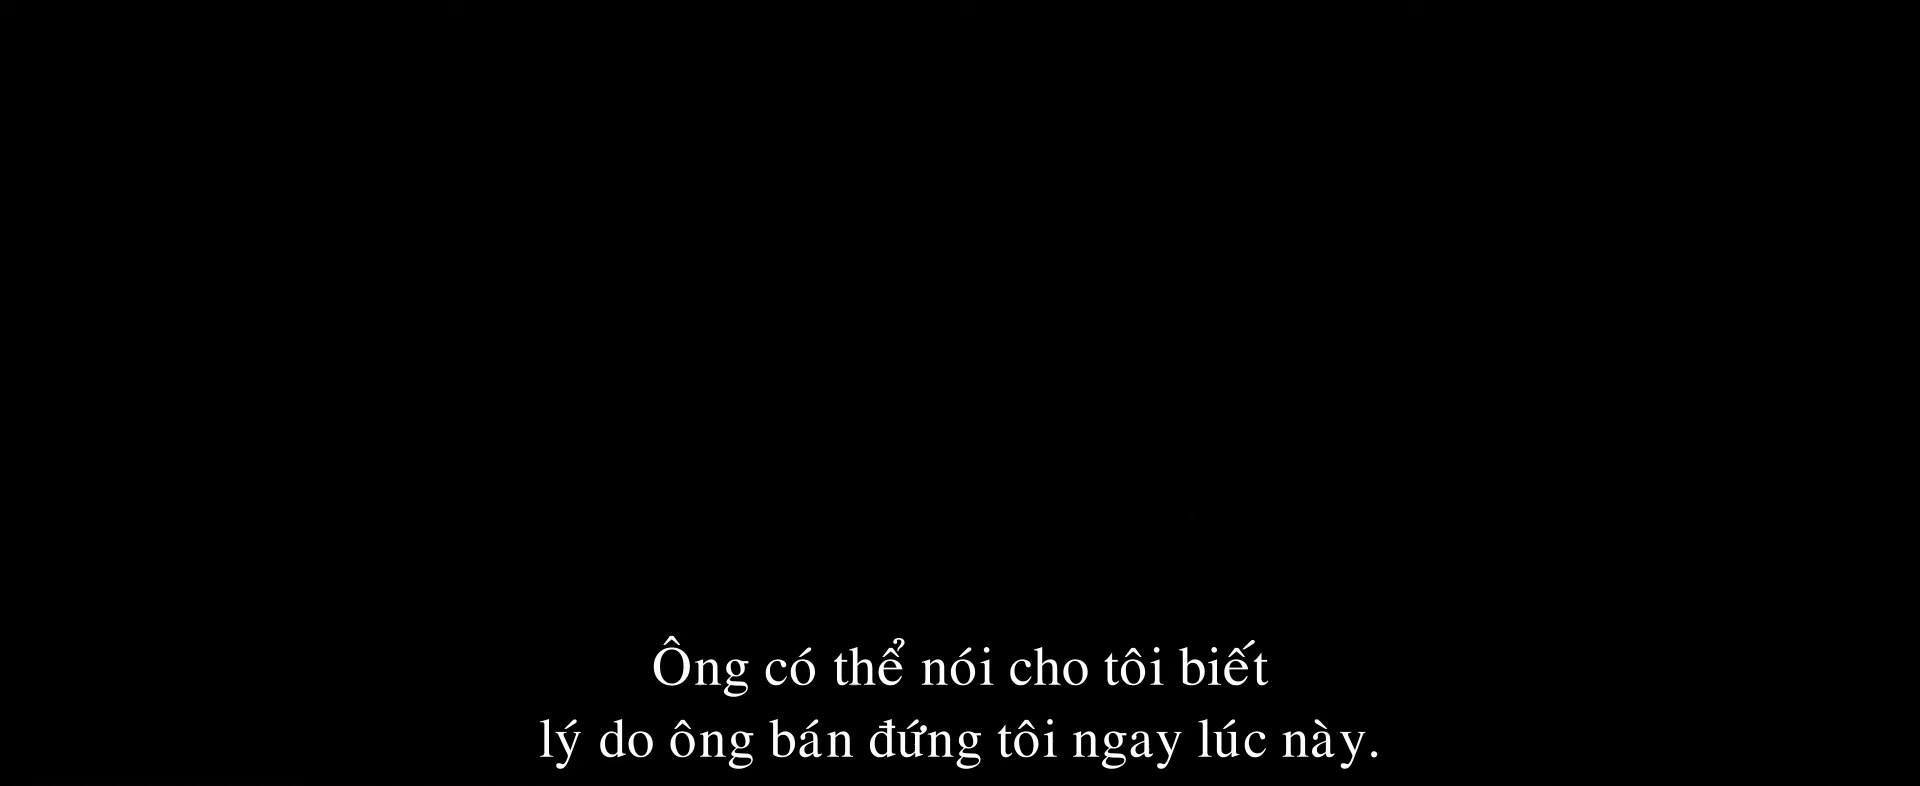 Ông có thể nói cho tôi biết
lý do ông bán đứng tôi ngay lúc này.